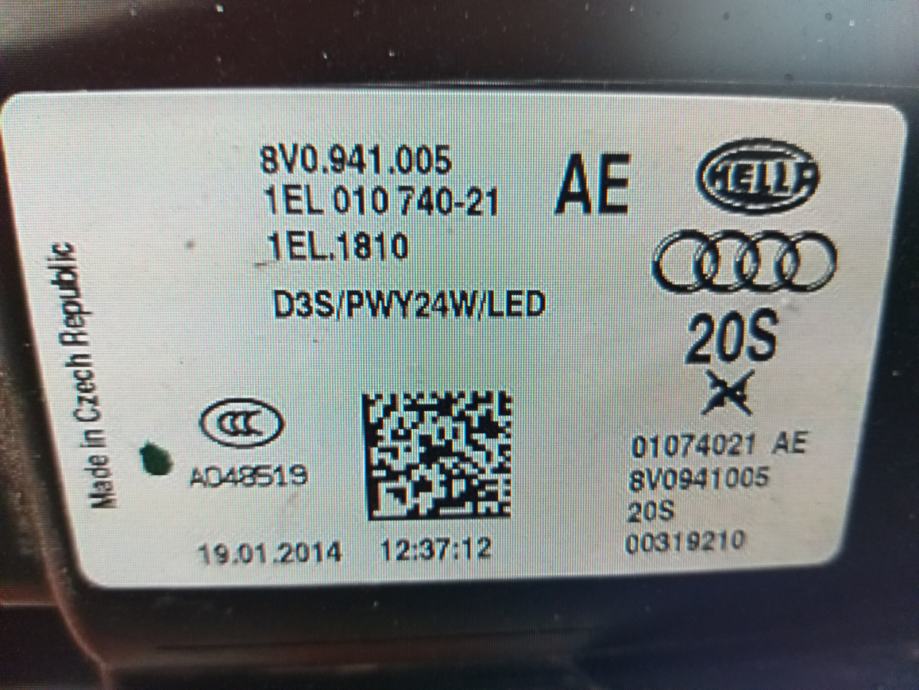 8V0.941.005
1EL 010 740-21
1EL.1810
AE
HELLA
D3S/PWY24W/LED
20S
Made in Czech Republic
CCC
A048519
19.01.2014 12:37:12
01074021 AE
8V0941005
20S
00319210